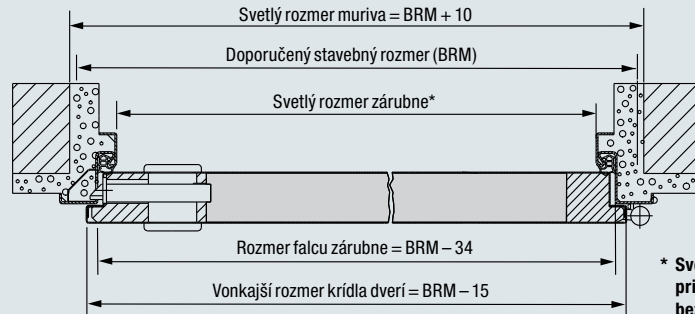 Svetlý rozmer muriva = BRM + 10
Doporučený stavebný rozmer (BRM)
Svetlý rozmer zárubne*
Rozmer falcu zárubne = BRM – 34
Vonkajší rozmer krídla dverí = BRM – 15
* Sve
pri
bez